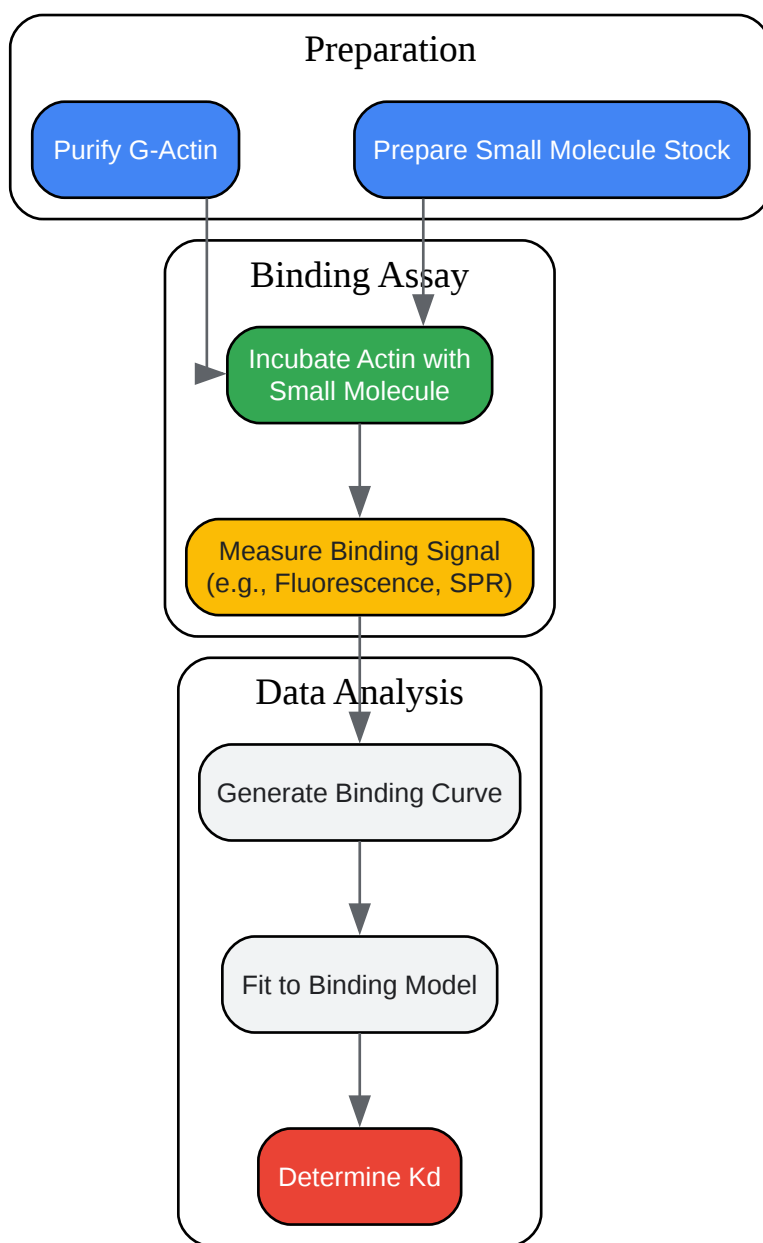 Preparation
Purify G-Actin
Prepare Small Molecule Stock
Binding Assay
Incubate Actin with
Small Molecule
Measure Binding Signal
(e.g., Fluorescence, SPR)
Data Analysis
Generate Binding Curve
Fit to Binding Model
Determine Kd